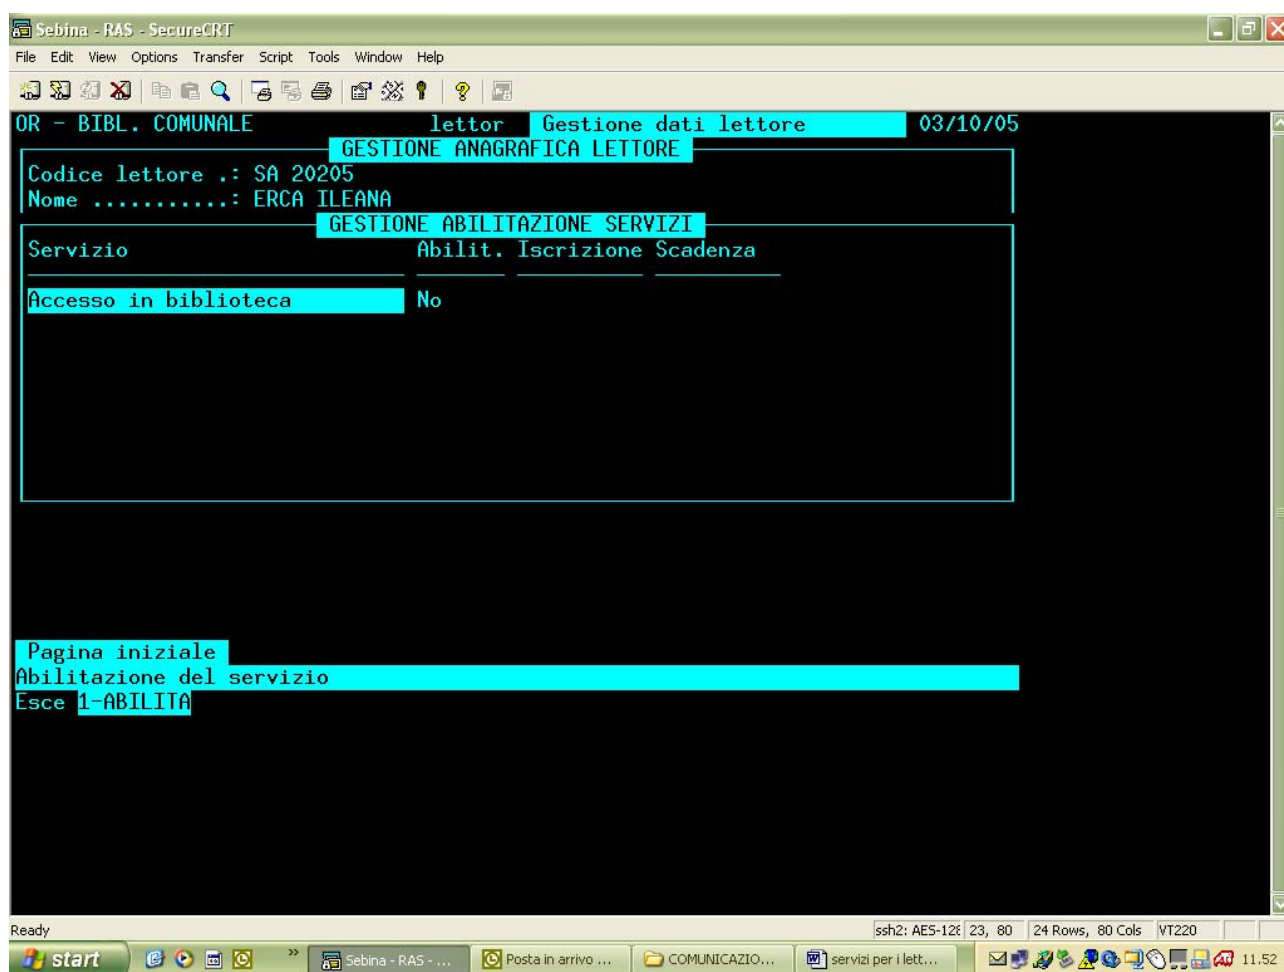 Sebina - RAS - SecureCRT
File Edit View Options Transfer Script Tools Window Help
OR - BIBL. COMUNALE lettor Gestione dati lettore 03/10/05
GESTIONE ANAGRAFICA LETTORE
Codice lettore .: SA 20205
Nome ...........: ERCA ILEANA
GESTIONE ABILITAZIONE SERVIZI
Servizio Abilit. Iscrizione Scadenza
Accesso in biblioteca No
Pagina iniziale
Abilitazione del servizio
Esce 1-ABILITA
Ready ssh2: AES-128 23, 80 24 Rows, 80 Cols VT220
start Sebina - RAS - ... Posta in arrivo ... COMUNICAZIO... servizi per i lett... 11.52